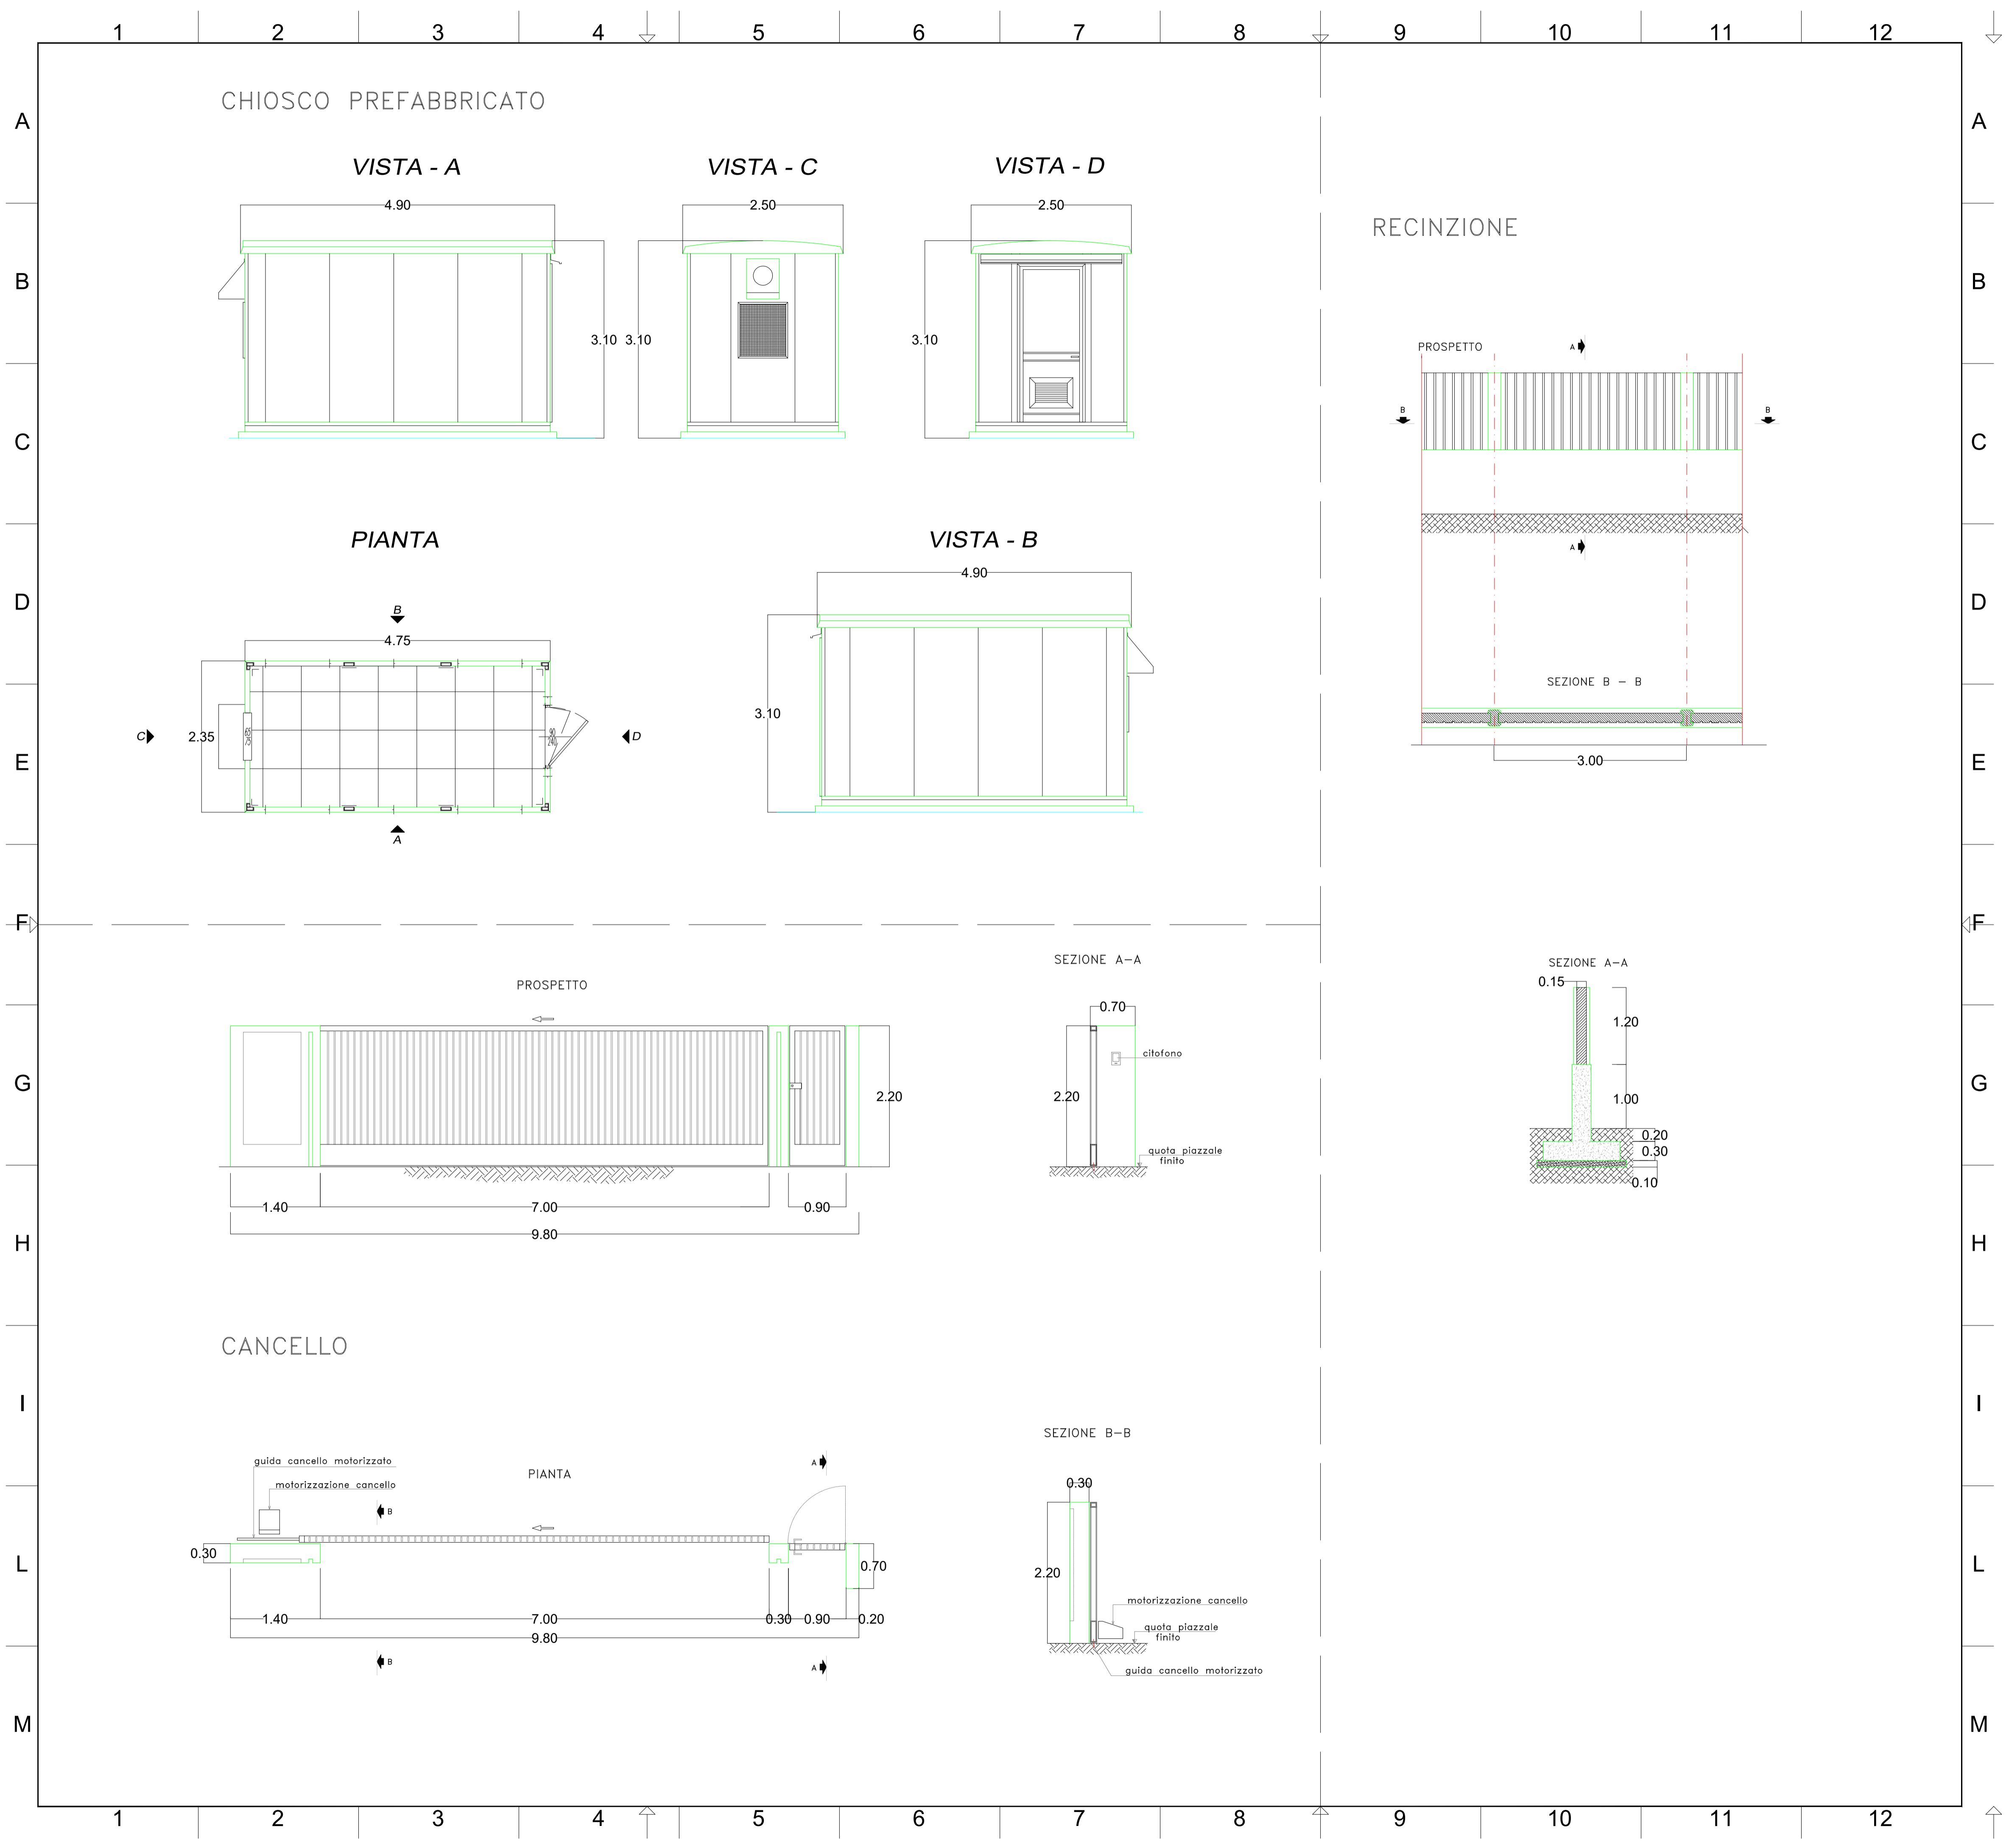 1 2 3 4 5 6 7 8 9 10 11 12
A A
CHIOSCO PREFABBRICATO
VISTA - A
VISTA - C
VISTA - D
4.90
2.50
2.50
B B
3.10
3.10
3.10
C C
PIANTA
VISTA - B
D D
B
4.75
C
2.35
D
A
4.90
3.10
E E
RECINZIONE
PROSPETTO
A
B
B
A
SEZIONE B - B
3.00
F F
PROSPETTO
2.20
1.40
7.00
0.90
9.80
SEZIONE A-A
0.70
citofono
2.20
quota piazzale
finito
G G
SEZIONE A-A
0.15
1.20
1.00
0.20
0.30
0.10
H H
CANCELLO
I I
guida cancello motorizzato
motorizzazione cancello
PIANTA
A
B
0.30
0.70
1.40
7.00
0.30
0.90
0.20
9.80
B
A
SEZIONE B-B
0.30
2.20
motorizzazione cancello
quota piazzale
finito
guida cancello motorizzato
L L
M M
1 2 3 4 5 6 7 8 9 10 11 12